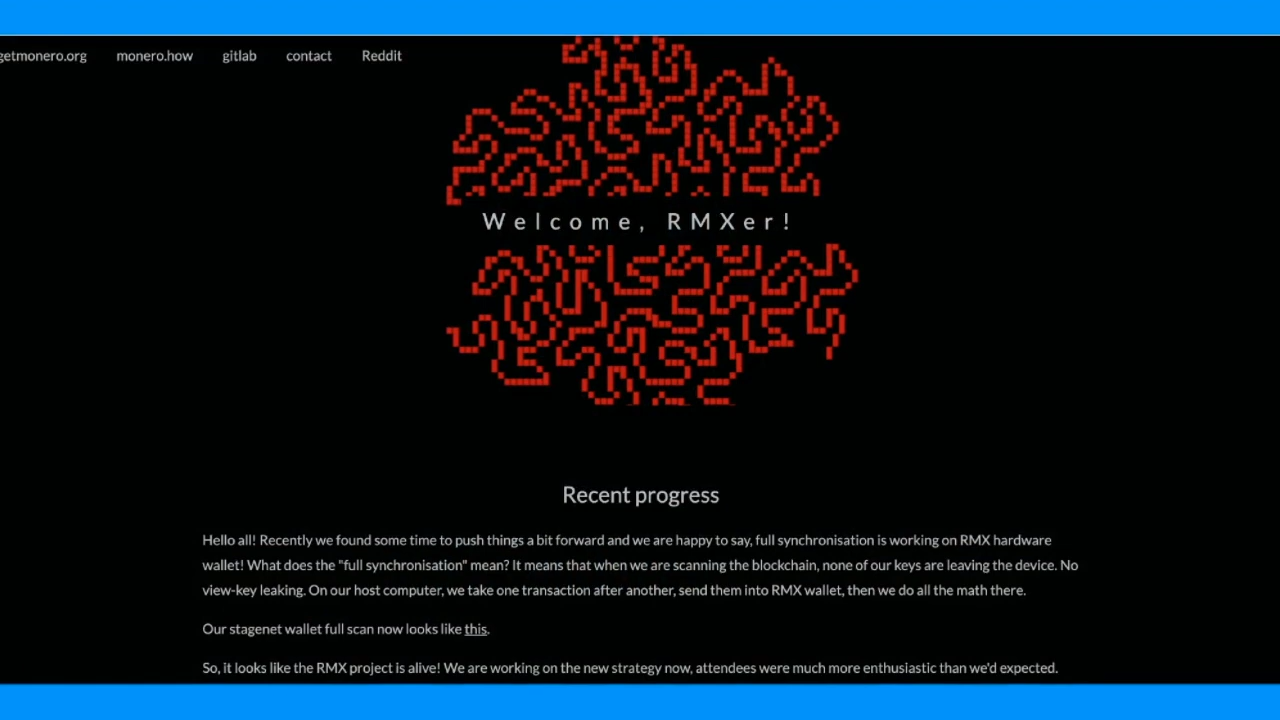 getmonero.org monero.how gitlab contact Reddit
Welcome, RMXer!
Recent progress
Hello all! Recently we found some time to push things a bit forward and we are happy to say, full synchronisation is working on RMX hardware
wallet! What does the "full synchronisation" mean? It means that when we are scanning the blockchain, none of our keys are leaving the device. No
view-key leaking. On our host computer, we take one transaction after another, send them into RMX wallet, then we do all the math there.
Our stagenet wallet full scan now looks like this.
So, it looks like the RMX project is alive! We are working on the new strategy now, attendees were much more enthusiastic than we'd expected.